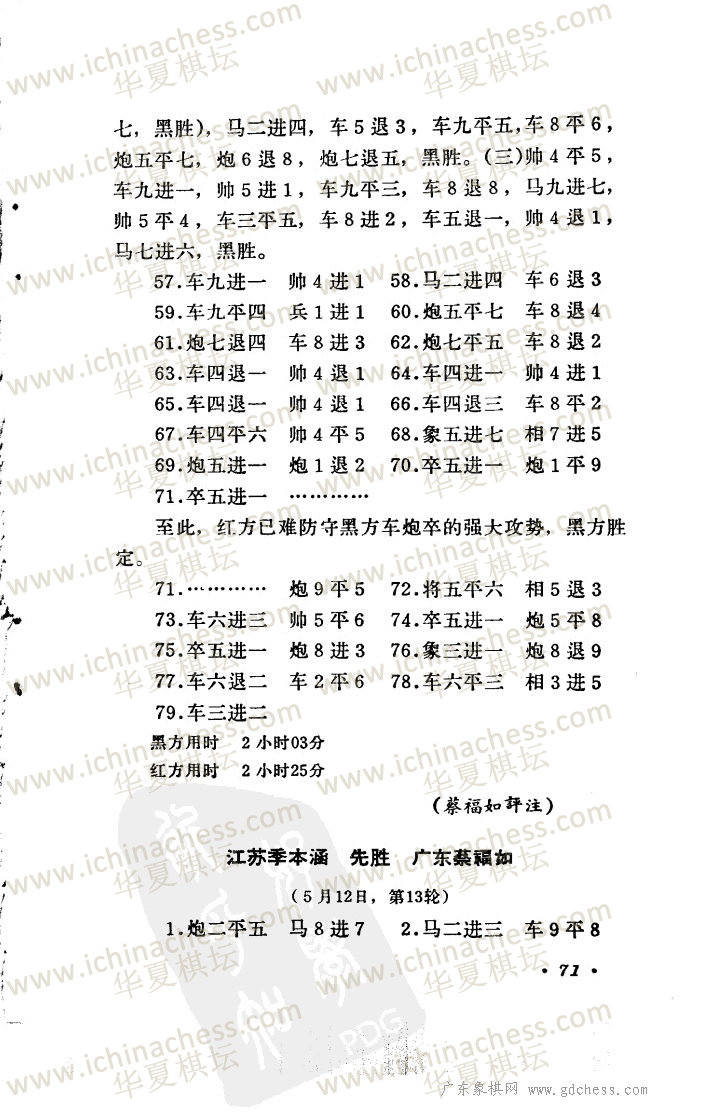 七，黑胜)，马二进四，车5退3，车九平五，车8平6，
炮五平七，炮6退8，炮七退五，黑胜。(三)帅4平5，
车九进一，帅5进1，车九平三，车8退8，马九进七，
帅5平4，车三平五，车8进2，车五退一，帅4退1，
马七进六，黑胜。
57.车九进一 帅4进1 58.马二进四 车6退3
59.车九平四 兵1进1 60.炮五平七 车8退4
61.炮七退四 车8进3 62.炮七平五 车8退2
63.车四退一 帅4退1 64.车四进一 帅4进1
65.车四退一 帅4退1 66.车四退三 车8平2
67.车四平六 帅4平5 68.象五进七 相7进5
69.炮五进一 炮1退2 70.卒五进一 炮1平9
71.卒五进一 …………
至此，红方已难防守黑方车炮卒的强大攻势，黑方胜
定。
71.………… 炮9平5 72.将五平六 相5退3
73.车六进三 帅5平6 74.卒五进一 炮5平8
75.卒五进一 炮8进3 76.象三进一 炮8退9
77.车六退二 车2平6 78.车六平三 相3进5
79.车三进二
黑方用时 2小时03分
红方用时 2小时25分
(蔡福如評注)
江苏季本涵 先胜 广东蔡福如
(5月12日，第13轮)
1.炮二平五 马8进7 2.马二进三 车9平8
·71·
www.ichinachess.com
华夏棋坛
PDG
广东象棋网 www.gdchess.com